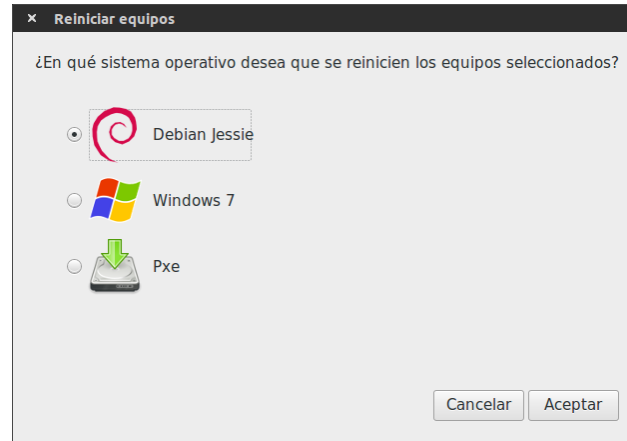 Reiniciar equipos
¿En qué sistema operativo desea que se reinicien los equipos seleccionados?
Debian Jessie
Windows 7
Pxe
Cancelar Aceptar